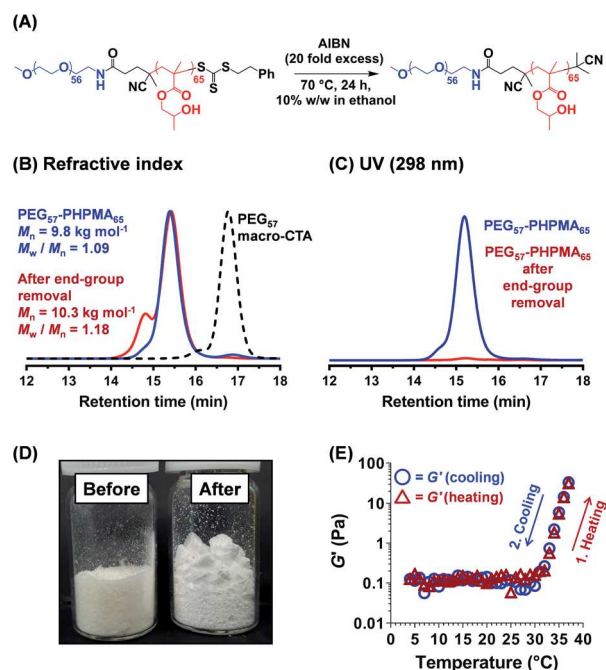 (A)
AIBN
(20 fold excess)
70 °C, 24 h,
10% w/w in ethanol
O
O
56
N
H
O
CN
65
S
S
S
Ph
O
O
OH
O
O
56
N
H
O
CN
65
CN
O
O
OH
(B) Refractive index
PEG57-PHPMA65
Mn = 9.8 kg mol-1
Mw / Mn = 1.09
After end-group
removal
Mn = 10.3 kg mol-1
Mw / Mn = 1.18
PEG57
macro-CTA
12 13 14 15 16 17 18
Retention time (min)
(C) UV (298 nm)
PEG57-PHPMA65
PEG57-PHPMA65
after
end-group
removal
12 13 14 15 16 17 18
Retention time (min)
(D)
Before
After
(E)
100
10
1
0.1
0.01
G' (Pa)
= G' (cooling)
= G' (heating)
2. Cooling
1. Heating
0 5 10 15 20 25 30 35 40
Temperature (°C)